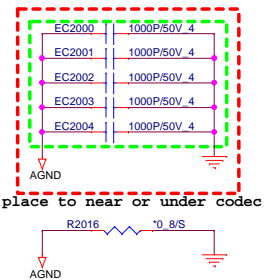 EC2000 1000P/50V_4
EC2001 1000P/50V_4
EC2002 1000P/50V_4
EC2003 1000P/50V_4
EC2004 1000P/50V_4
AGND
place to near or under codec
R2016 *0_8/S
AGND